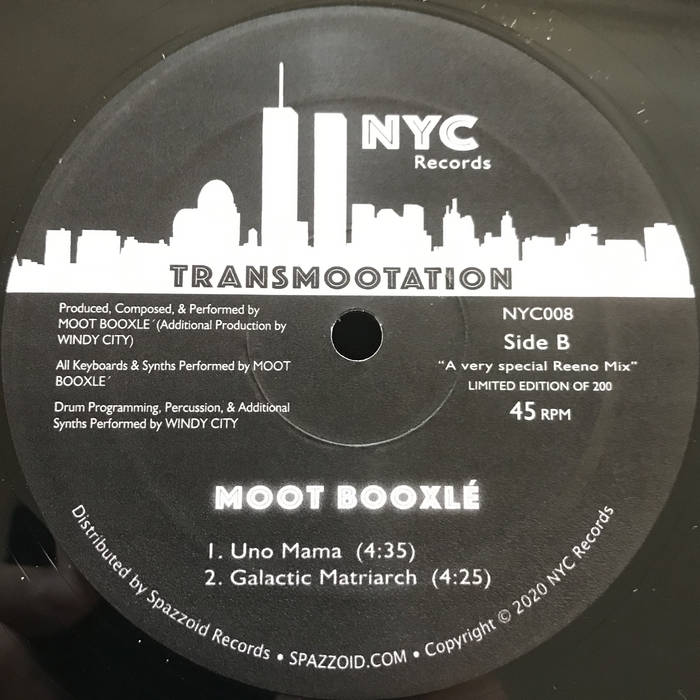 NYC
Records
TRANSMOOTATION
Produced, Composed, & Performed by
MOOT BOOXLE´(Additional Production by
WINDY CITY)
All Keyboards & Synths Performed by MOOT
BOOXLE´
Drum Programming, Percussion, & Additional
Synths Performed by WINDY CITY
NYC008
Side B
"A very special Reeno Mix"
LIMITED EDITION OF 200
45 RPM
MOOT BOOXLÉ
1. Uno Mama (4:35)
2. Galactic Matriarch (4:25)
Distributed by Spazzoid Records • SPAZZOID.COM • Copyright © 2020 NYC Records